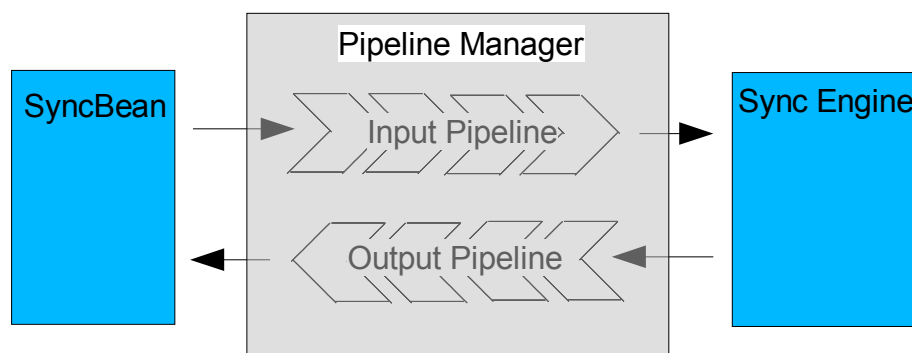 Pipeline Manager
SyncBean
Sync Engine
Input Pipeline
Output Pipeline